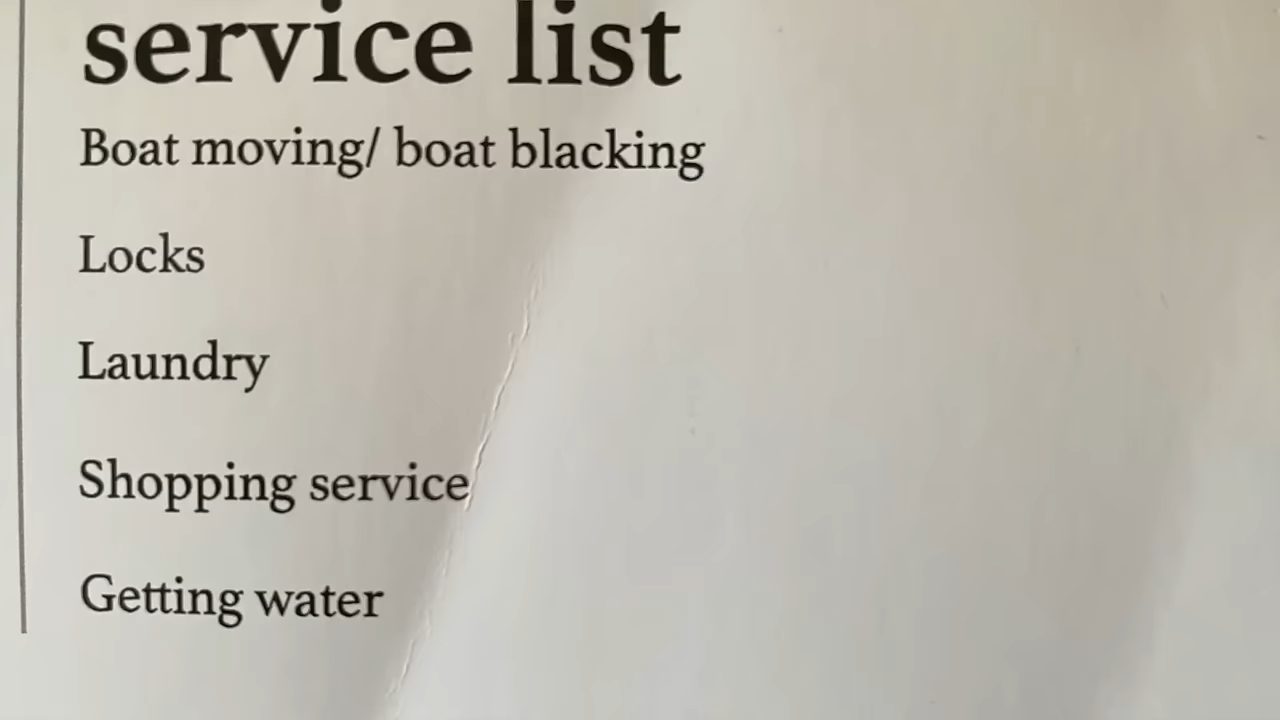 service list
Boat moving/ boat blacking
Locks
Laundry
Shopping service
Getting water